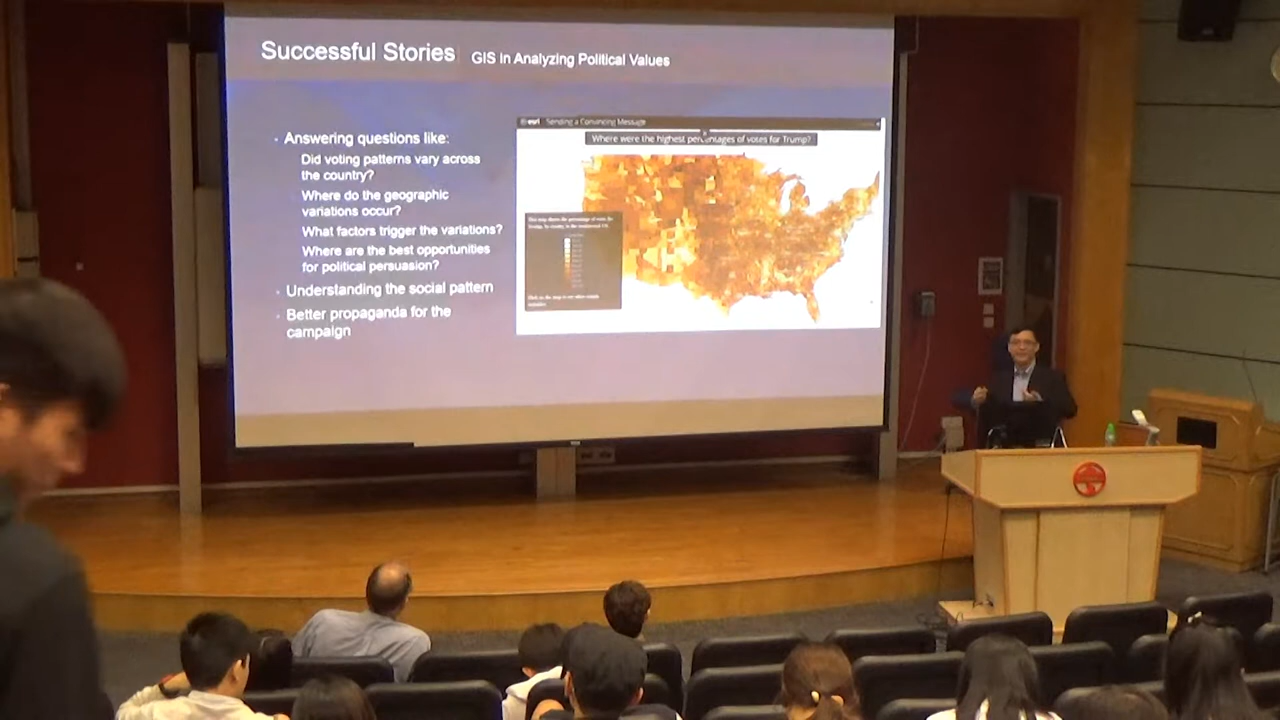 Successful Stories GIS in Analyzing Political Values
Answering questions like:
Did voting patterns vary across
the country?
Where do the geographic
variations occur?
What factors trigger the variations?
Where are the best opportunities
for political persuasion?
Understanding the social pattern
Better propaganda for the
campaign
esri Sending a Convincing Message
Where were the highest percentages of votes for Trump?